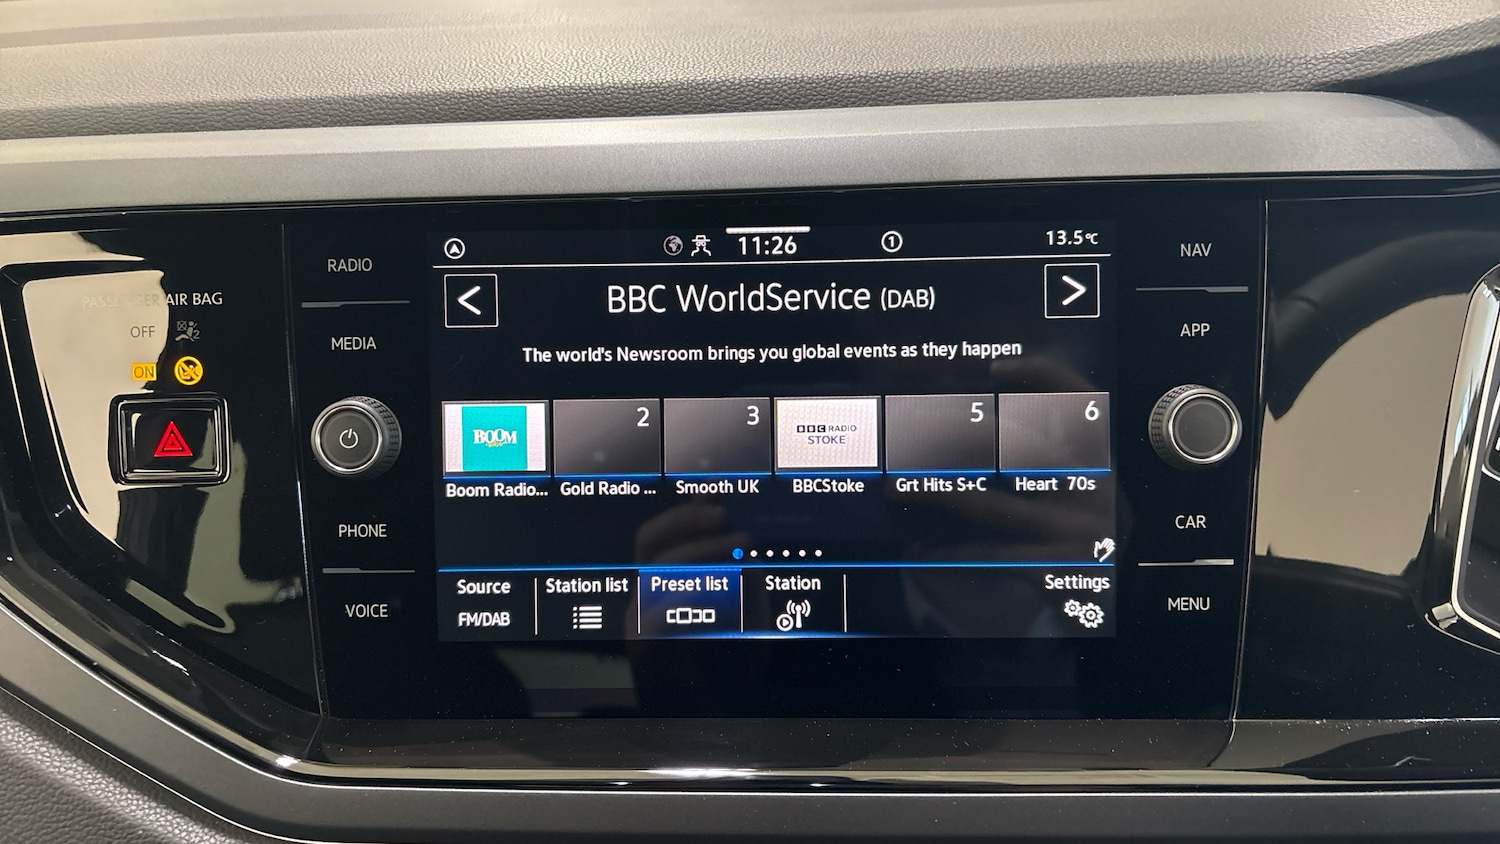 PASSENGER AIR BAG
OFF
ON
RADIO
MEDIA
PHONE
VOICE
11:26
1
13.5°C
<
BBC WorldService (DAB)
>
The world's Newsroom brings you global events as they happen
BOOM
2
3
BBC RADIO
STOKE
5
6
Boom Radio... Gold Radio ... Smooth UK BBCStoke Grt Hits S+C Heart 70s
Source Station list Preset list Station Settings
FM/DAB
NAV
APP
CAR
MENU